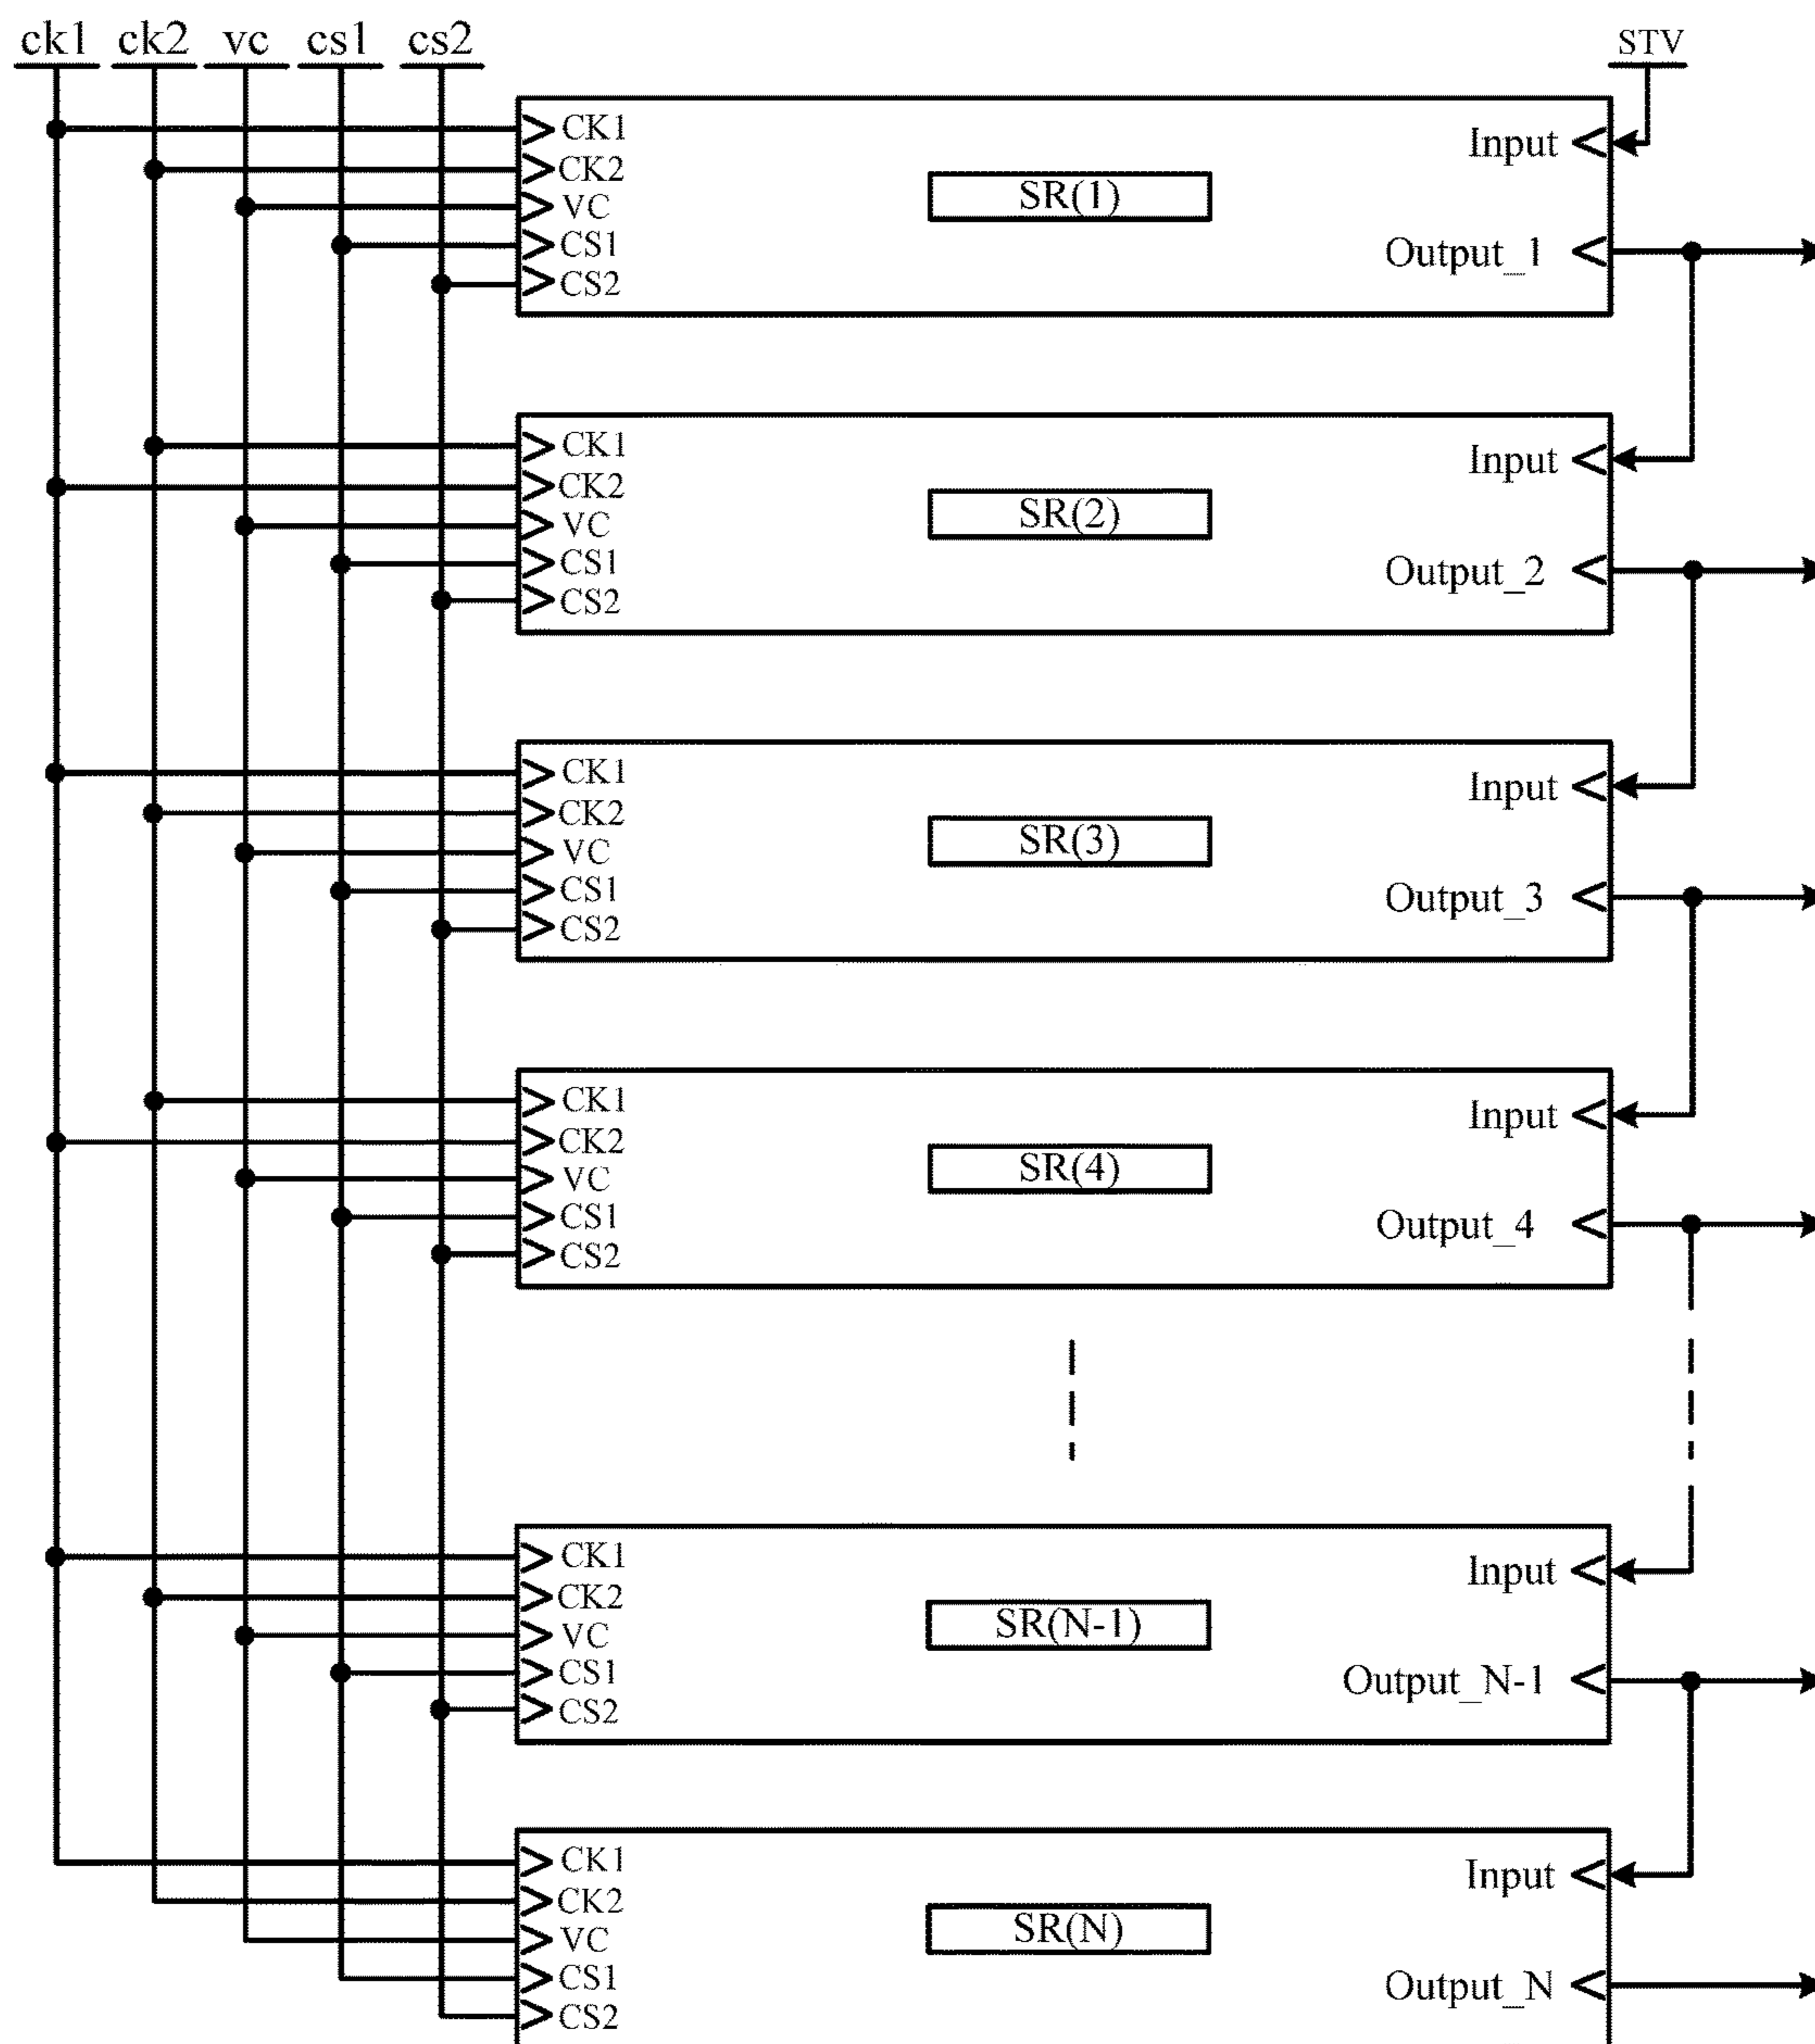 ck1 ck2 vc cs1 cs2 STV
CK1
Input
CK2
SR(1)
VC
CS1
Output_1
CS2
CK1
Input
CK2
SR(2)
VC
CS1
Output_2
CS2
CK1
Input
CK2
SR(3)
VC
CS1
Output_3
CS2
CK1
Input
CK2
SR(4)
VC
CS1
Output_4
CS2
CK1
Input
CK2
SR(N-1)
VC
CS1
Output_N-1
CS2
CK1
Input
CK2
SR(N)
VC
CS1
Output_N
CS2